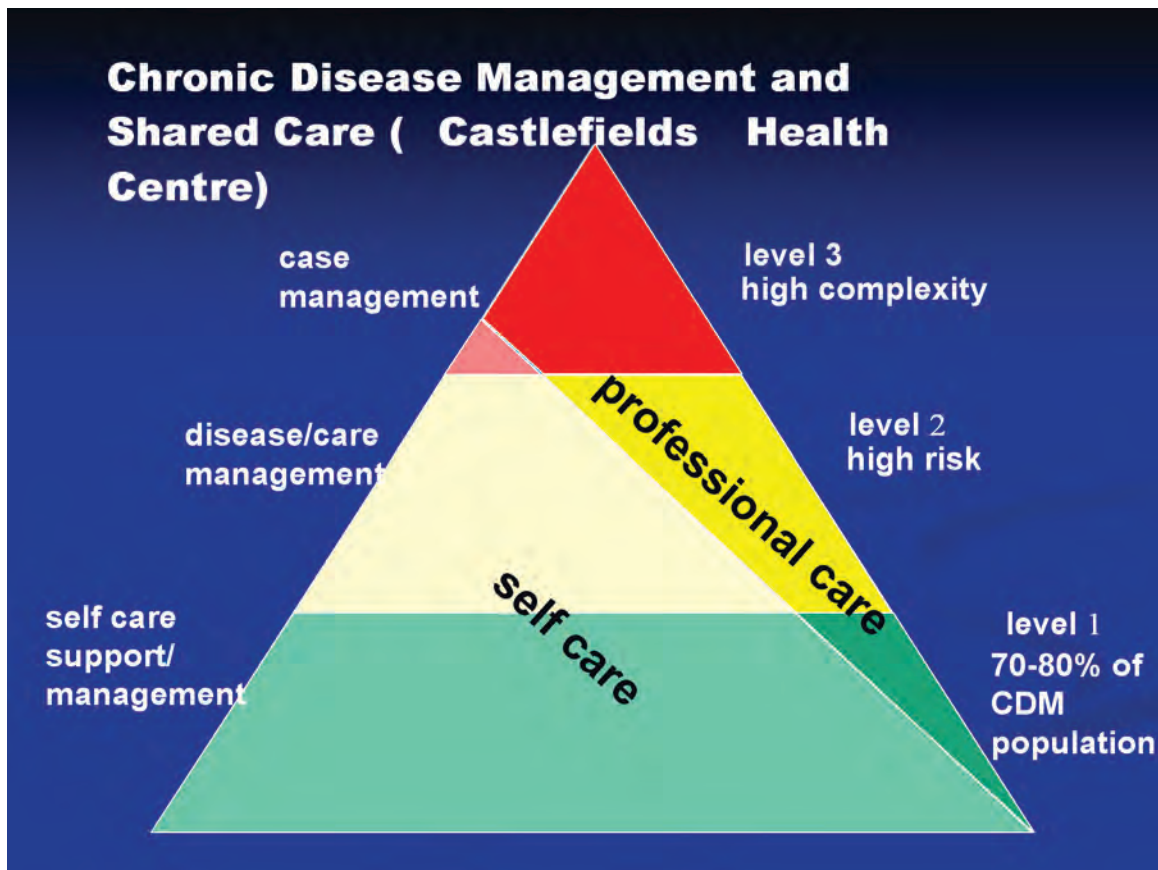 Chronic Disease Management and
Shared Care ( Castlefields Health
Centre)
case
management
level 3
high complexity
disease/care
management
level 2
high risk
professional care
self care
self care
support/
management
level 1
70-80% of
CDM
population